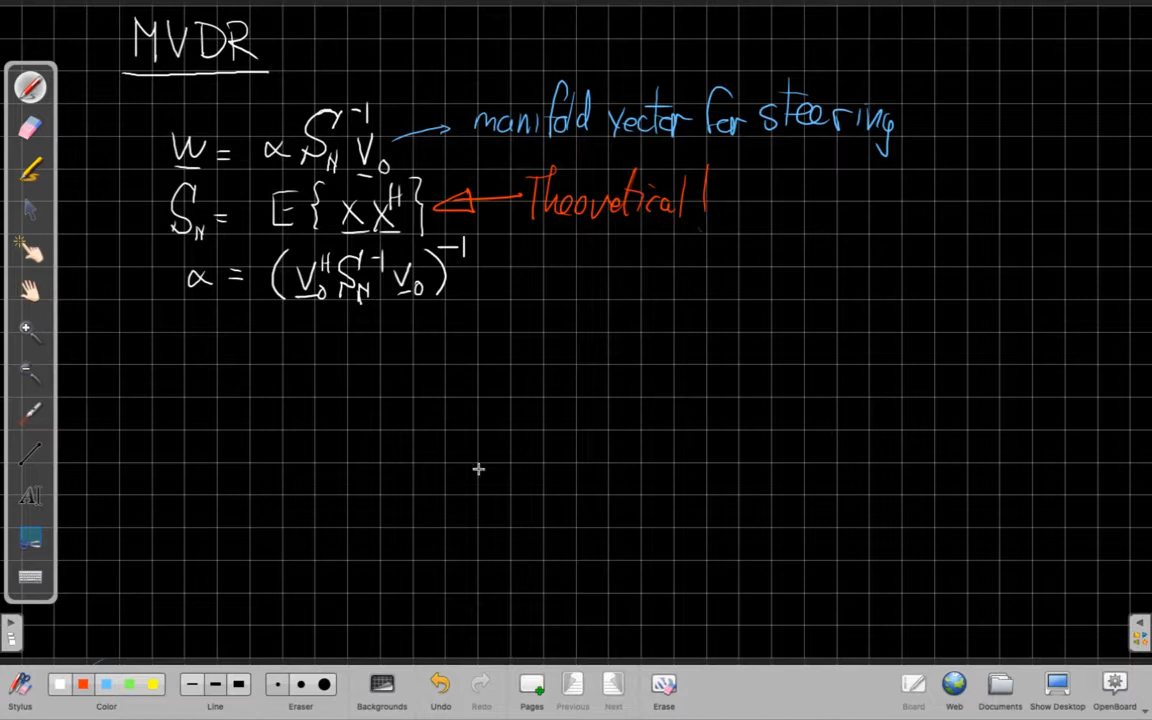 MVDR
w = α S_N^-1 v_0 → manifold vector for steering
S_N = E{x x^H} ← Theoretical !
α = (v_0^H S_N^-1 v_0)^-1
Stylus
Color
Line
Eraser
Backgrounds
Undo
Redo
Pages
Previous
Next
Erase
Board
Web
Documents
Show Desktop
OpenBoard